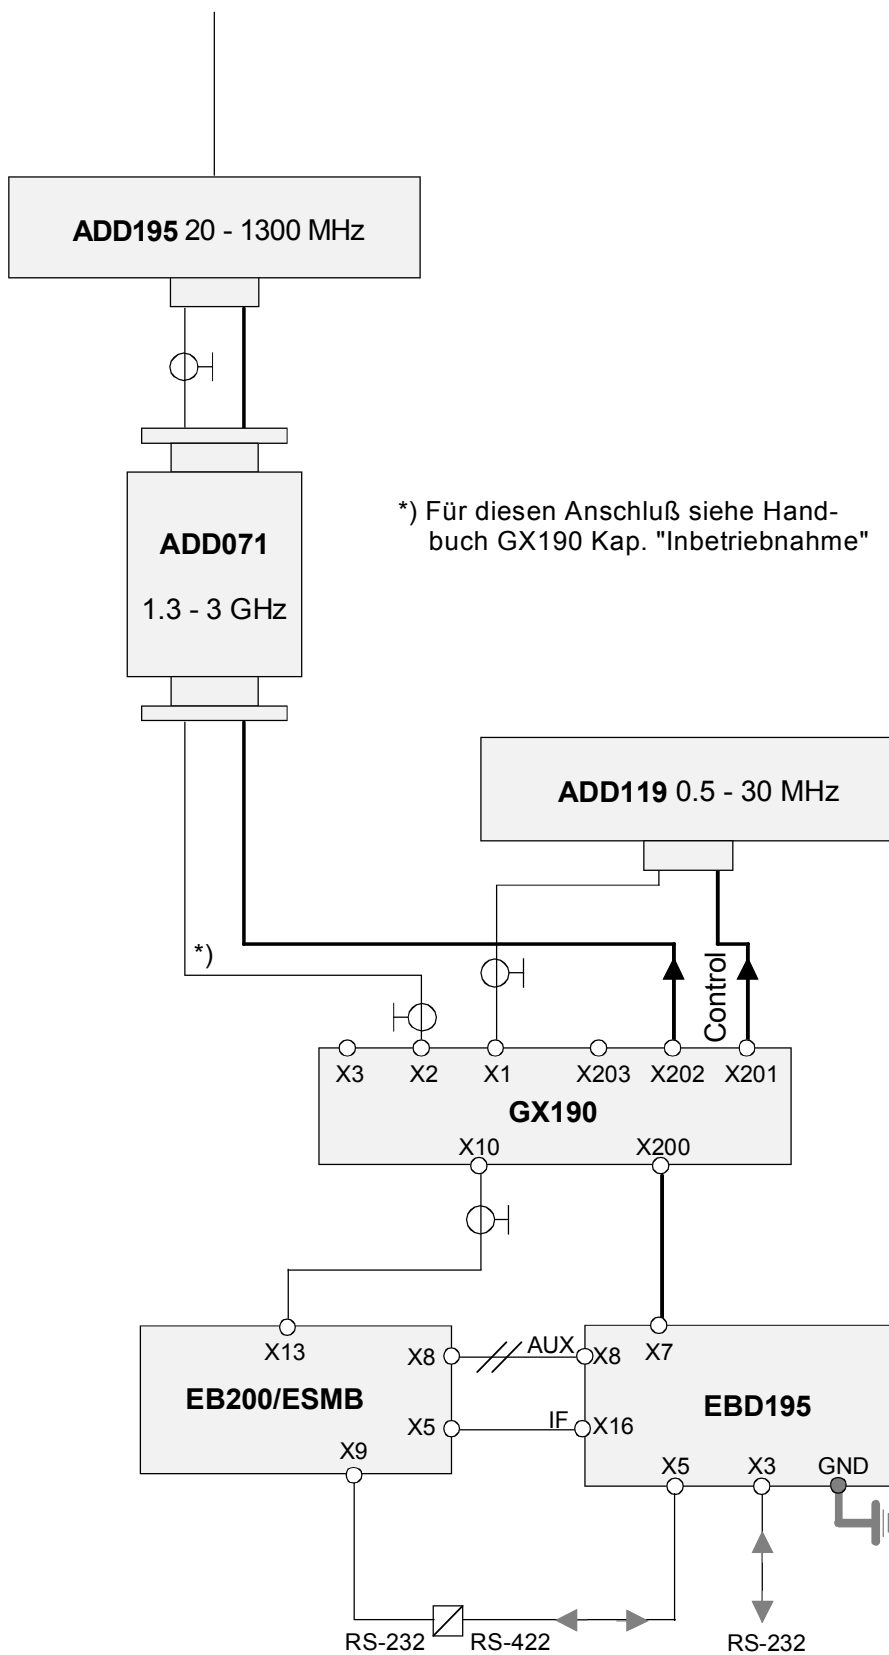 ADD195 20 - 1300 MHz
ADD071
1.3 - 3 GHz
*) Für diesen Anschluß siehe Hand-
buch GX190 Kap. "Inbetriebnahme"
ADD119 0.5 - 30 MHz
*)
Control
X3 X2 X1 X203 X202 X201
GX190
X10 X200
X13 X8 AUX X8 X7
EB200/ESMB EBD195
X5 IF X16
X9 X5 X3 GND
RS-232 RS-422 RS-232